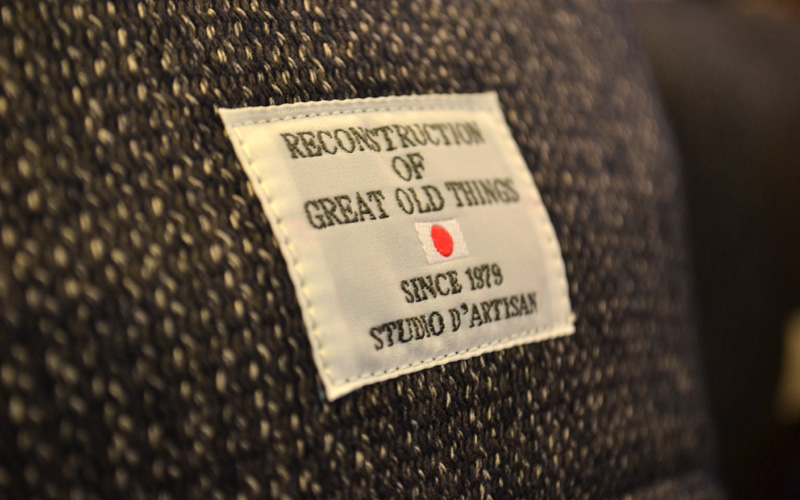 RECONSTRUCTION
OF
GREAT OLD THINGS
SINCE 1979
STUDIO D'ARTISAN